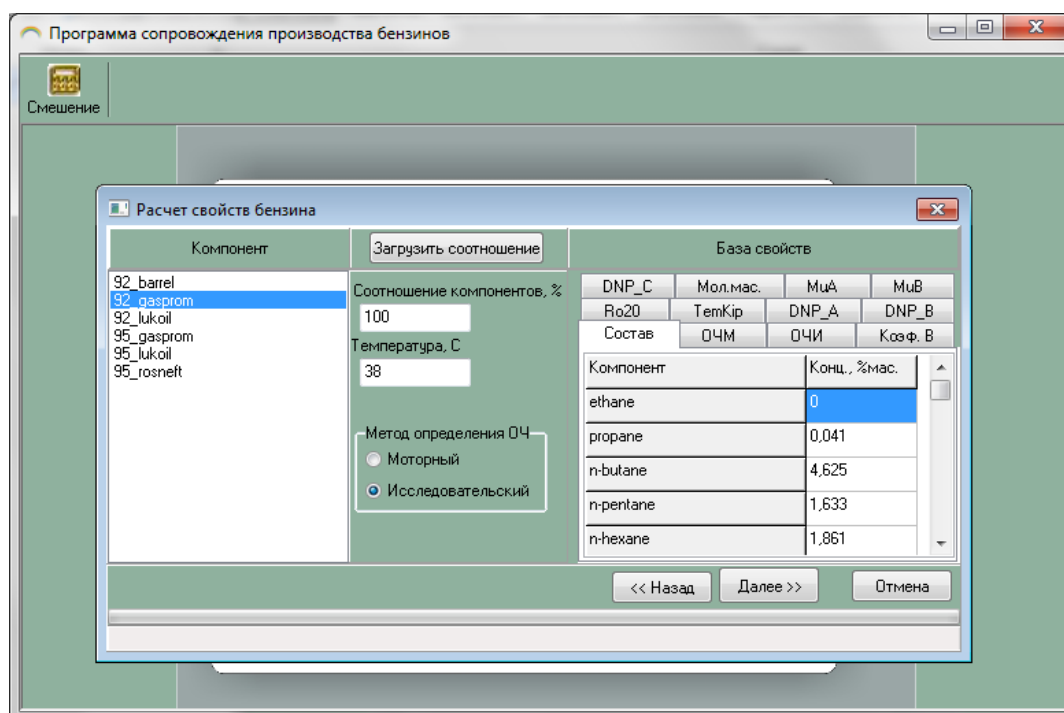 Программа сопровождения производства бензинов
Смешение
Расчет свойств бензина
Компонент
Загрузить соотношение
База свойств
92_barrel
92_gasprom
92_lukoil
95_gasprom
95_lukoil
95_rosneft
Соотношение компонентов, %
100
Температура, С
38
Метод определения ОЧ
Моторный
Исследовательский
DNP_C Мол.мас. MuA MuB
Ro20 TemKip DNP_A DNP_B
Состав ОЧМ ОЧИ Коэф. В
Компонент Конц., %мас.
ethane 0
propane 0,041
n-butane 4,625
n-pentane 1,633
n-hexane 1,861
<< Назад Далее >> Отмена